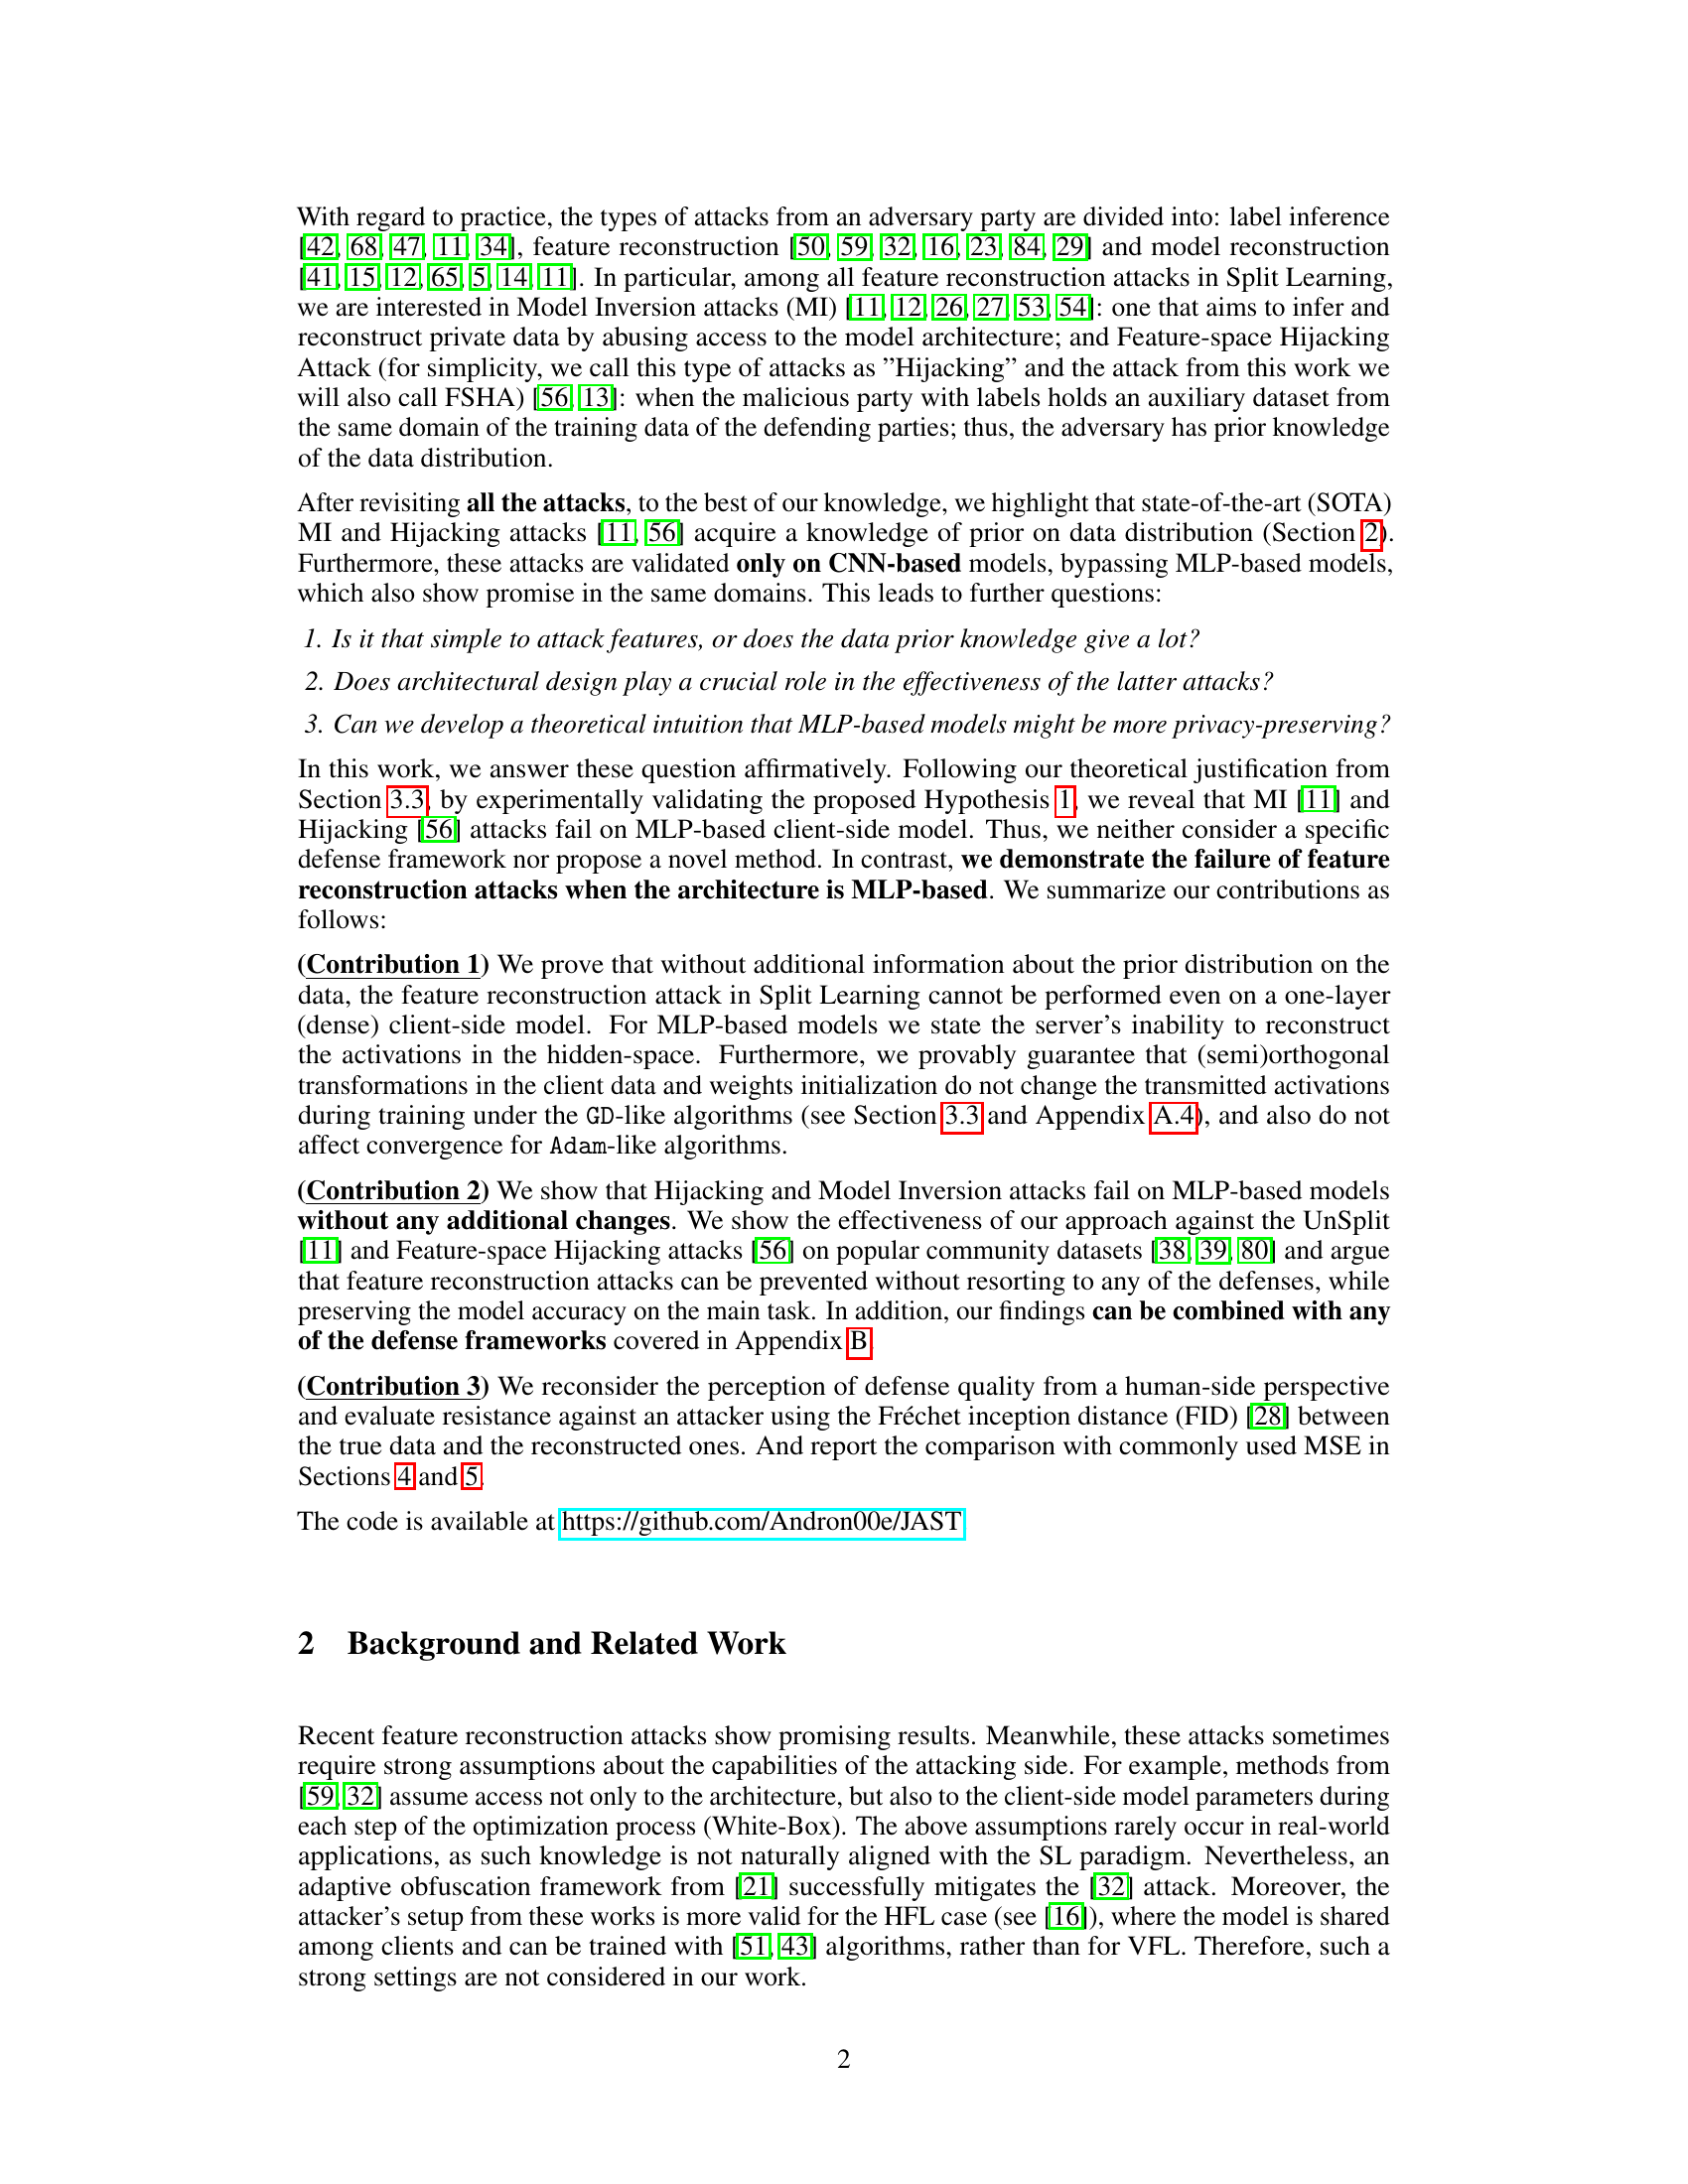 With regard to practice, the types of attacks from an adversary party are divided into: label inference
[42, 68, 47, 11, 34], feature reconstruction [50, 59, 32, 16, 23, 84, 29] and model reconstruction
[41, 15, 12, 65, 5, 14, 11]. In particular, among all feature reconstruction attacks in Split Learning,
we are interested in Model Inversion attacks (MI) [11, 12, 26, 27, 53, 54]: one that aims to infer and
reconstruct private data by abusing access to the model architecture; and Feature-space Hijacking
Attack (for simplicity, we call this type of attacks as ”Hijacking” and the attack from this work we
will also call FSHA) [56, 13]: when the malicious party with labels holds an auxiliary dataset from
the same domain of the training data of the defending parties; thus, the adversary has prior knowledge
of the data distribution.
After revisiting all the attacks, to the best of our knowledge, we highlight that state-of-the-art (SOTA)
MI and Hijacking attacks [11, 56] acquire a knowledge of prior on data distribution (Section 2).
Furthermore, these attacks are validated only on CNN-based models, bypassing MLP-based models,
which also show promise in the same domains. This leads to further questions:
1. Is it that simple to attack features, or does the data prior knowledge give a lot?
2. Does architectural design play a crucial role in the effectiveness of the latter attacks?
3. Can we develop a theoretical intuition that MLP-based models might be more privacy-preserving?
In this work, we answer these question affirmatively. Following our theoretical justification from
Section 3.3, by experimentally validating the proposed Hypothesis 1, we reveal that MI [11] and
Hijacking [56] attacks fail on MLP-based client-side model. Thus, we neither consider a specific
defense framework nor propose a novel method. In contrast, we demonstrate the failure of feature
reconstruction attacks when the architecture is MLP-based. We summarize our contributions as
follows:
(Contribution 1) We prove that without additional information about the prior distribution on the
data, the feature reconstruction attack in Split Learning cannot be performed even on a one-layer
(dense) client-side model. For MLP-based models we state the server’s inability to reconstruct
the activations in the hidden-space. Furthermore, we provably guarantee that (semi)orthogonal
transformations in the client data and weights initialization do not change the transmitted activations
during training under the GD-like algorithms (see Section 3.3 and Appendix A.4), and also do not
affect convergence for Adam-like algorithms.
(Contribution 2) We show that Hijacking and Model Inversion attacks fail on MLP-based models
without any additional changes. We show the effectiveness of our approach against the UnSplit
[11] and Feature-space Hijacking attacks [56] on popular community datasets [38, 39, 80] and argue
that feature reconstruction attacks can be prevented without resorting to any of the defenses, while
preserving the model accuracy on the main task. In addition, our findings can be combined with any
of the defense frameworks covered in Appendix B.
(Contribution 3) We reconsider the perception of defense quality from a human-side perspective
and evaluate resistance against an attacker using the Fréchet inception distance (FID) [28] between
the true data and the reconstructed ones. And report the comparison with commonly used MSE in
Sections 4 and 5.
The code is available at https://github.com/Andron00e/JAST
2 Background and Related Work
Recent feature reconstruction attacks show promising results. Meanwhile, these attacks sometimes
require strong assumptions about the capabilities of the attacking side. For example, methods from
[59, 32] assume access not only to the architecture, but also to the client-side model parameters during
each step of the optimization process (White-Box). The above assumptions rarely occur in real-world
applications, as such knowledge is not naturally aligned with the SL paradigm. Nevertheless, an
adaptive obfuscation framework from [21] successfully mitigates the [32] attack. Moreover, the
attacker’s setup from these works is more valid for the HFL case (see [16]), where the model is shared
among clients and can be trained with [51, 43] algorithms, rather than for VFL. Therefore, such a
strong settings are not considered in our work.
2